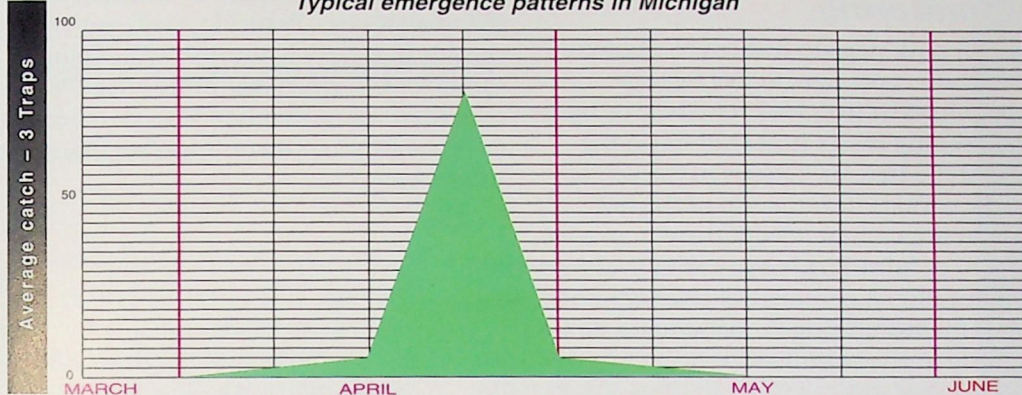 Typical emergence patterns in Michigan
Average catch – 3 Traps
100
50
0
MARCH APRIL MAY JUNE